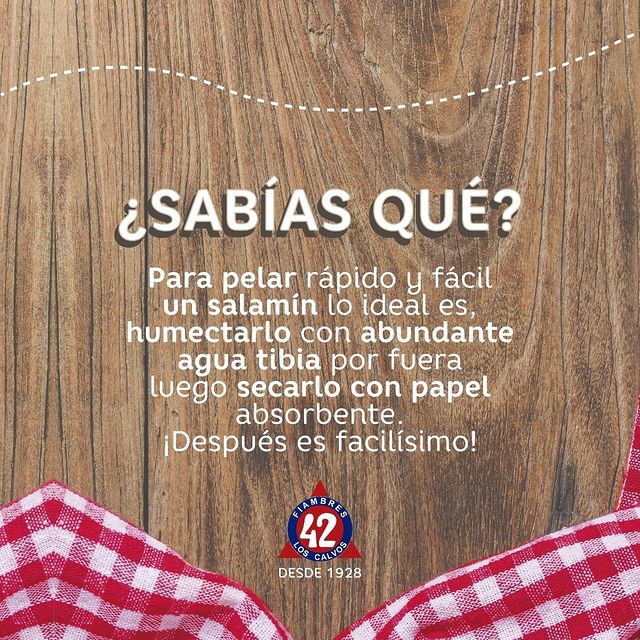 ¿SABÍAS QUÉ?
Para pelar rápido y fácil
un salamín lo ideal es,
humectarlo con abundante
agua tibia por fuera
luego secarlo con papel
absorbente.
¡Después es facilísimo!
FIAMBRES
42
LOS CALVOS
DESDE 1928